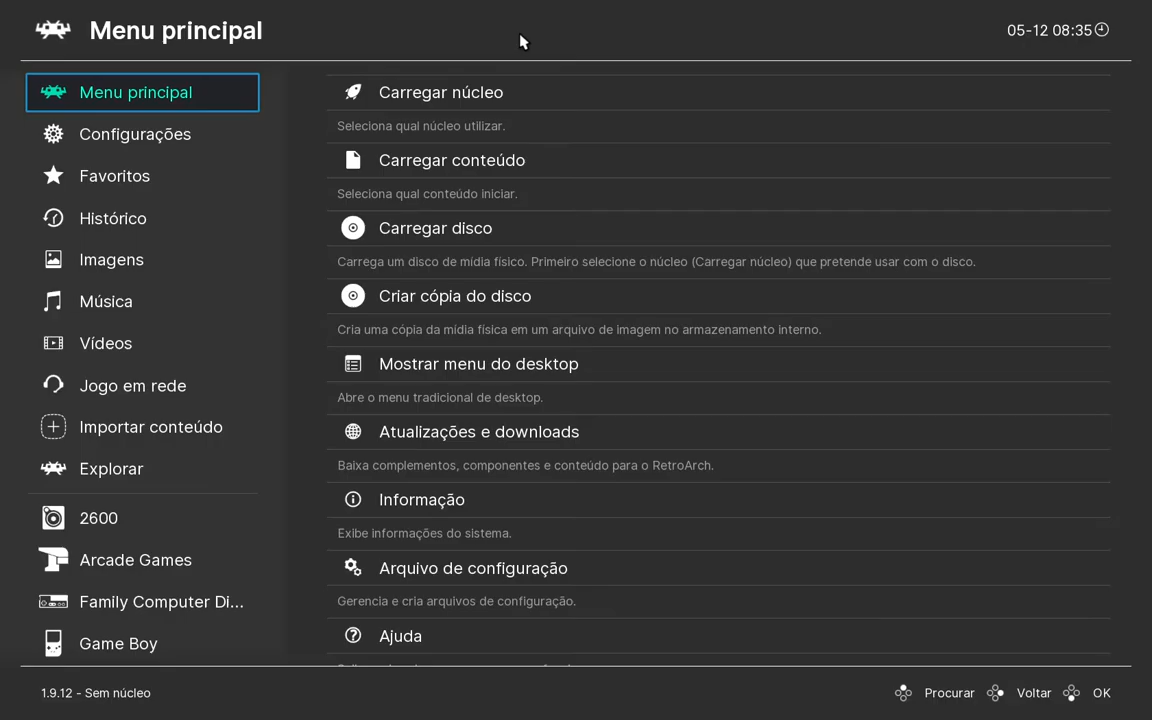 Menu principal
05-12 08:35
Menu principal
Configurações
Favoritos
Histórico
Imagens
Música
Vídeos
Jogo em rede
Importar conteúdo
Explorar
2600
Arcade Games
Family Computer Di...
Game Boy
Carregar núcleo
Seleciona qual núcleo utilizar.
Carregar conteúdo
Seleciona qual conteúdo iniciar.
Carregar disco
Carrega um disco de mídia físico. Primeiro selecione o núcleo (Carregar núcleo) que pretende usar com o disco.
Criar cópia do disco
Cria uma cópia da mídia física em um arquivo de imagem no armazenamento interno.
Mostrar menu do desktop
Abre o menu tradicional de desktop.
Atualizações e downloads
Baixa complementos, componentes e conteúdo para o RetroArch.
Informação
Exibe informações do sistema.
Arquivo de configuração
Gerencia e cria arquivos de configuração.
Ajuda
1.9.12 - Sem núcleo
Procurar
Voltar
OK